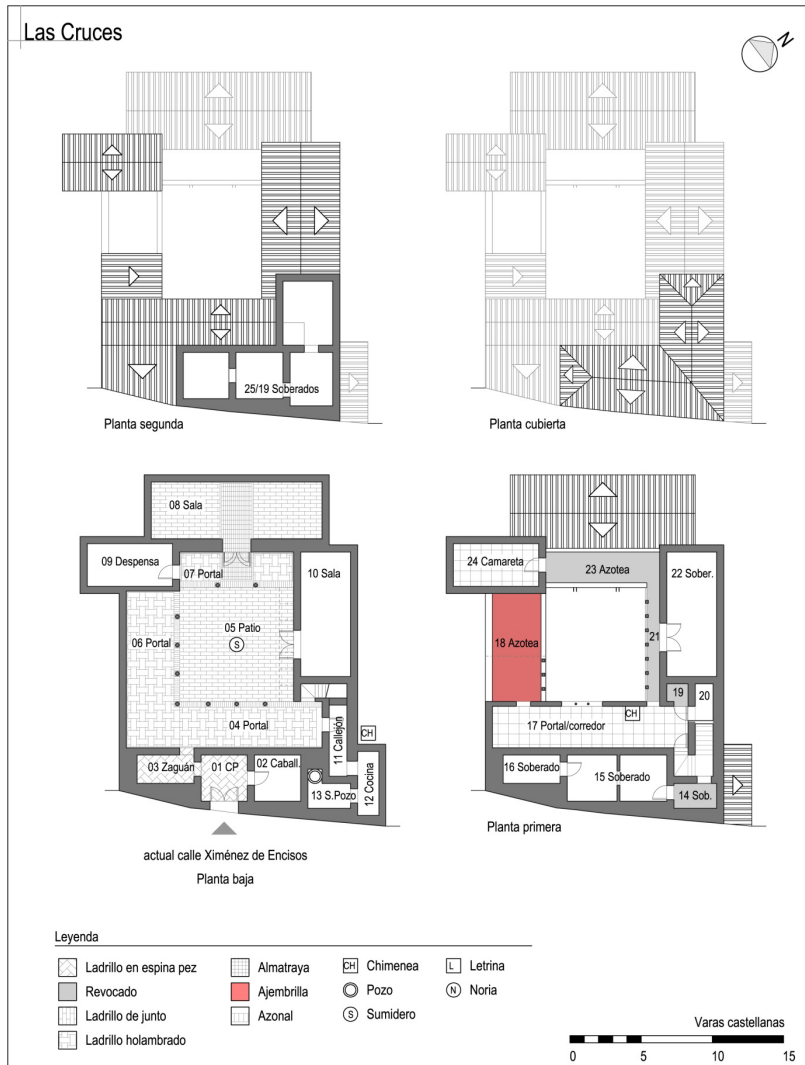 Las Cruces
N
25/19 Soberados
Planta segunda
Planta cubierta
08 Sala
09 Despensa
07 Portal
10 Sala
05 Patio
S
06 Portal
04 Portal
11 Callejón
CH
03 Zaguán
01 CP
02 Caball.
13 S.Pozo
12 Cocina
actual calle Ximénez de Encisos
Planta baja
24 Camareta
23 Azotea
22 Sober.
18 Azotea
21
19
20
CH
17 Portal/corredor
16 Soberado
15 Soberado
14 Sob.
Planta primera
Leyenda
Ladrillo en espina pez
Revocado
Ladrillo de junto
Ladrillo holambrado
Almatraya
Ajembrilla
Azonal
CH Chimenea
Pozo
S Sumidero
L Letrina
N Noria
Varas castellanas
0 5 10 15